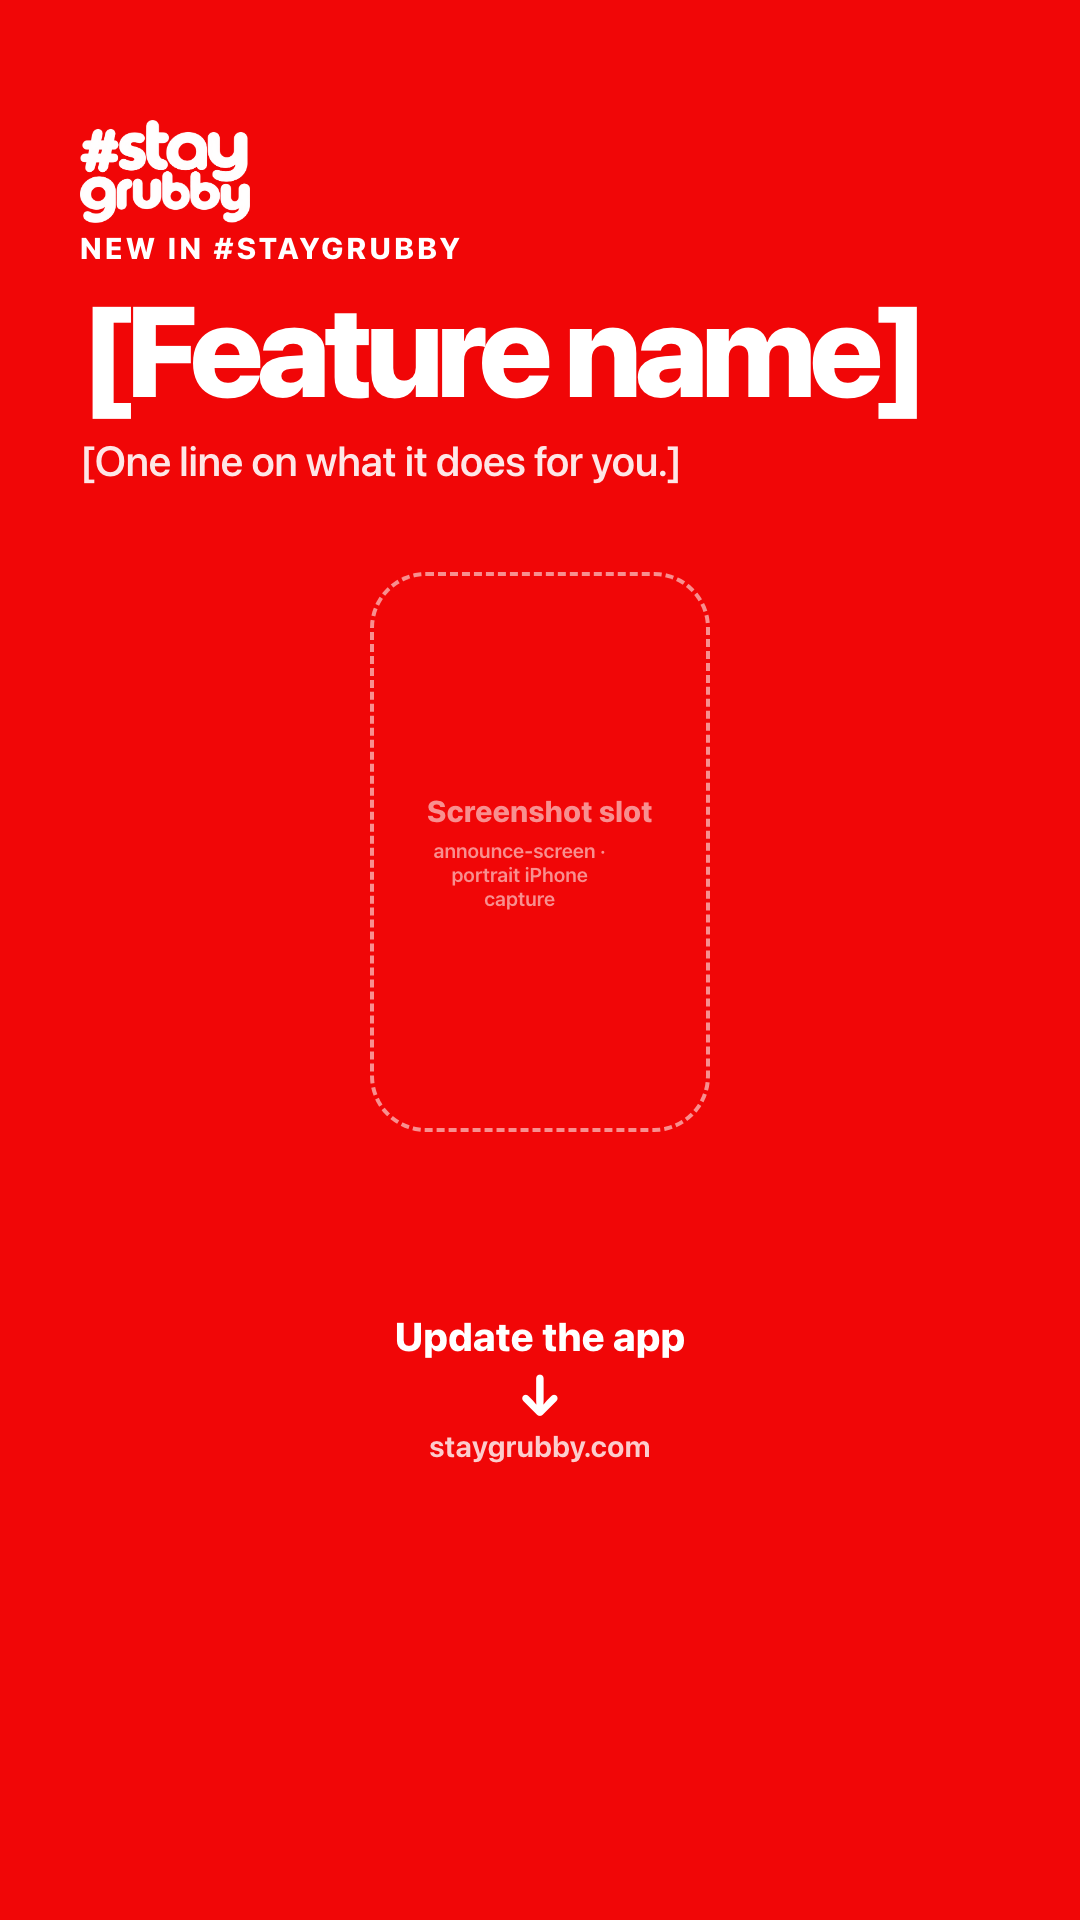 #stay
grubby
NEW IN #STAYGRUBBY
[Feature name]
[One line on what it does for you.]
Screenshot slot
announce-screen ·
portrait iPhone
capture
Update the app
staygrubby.com